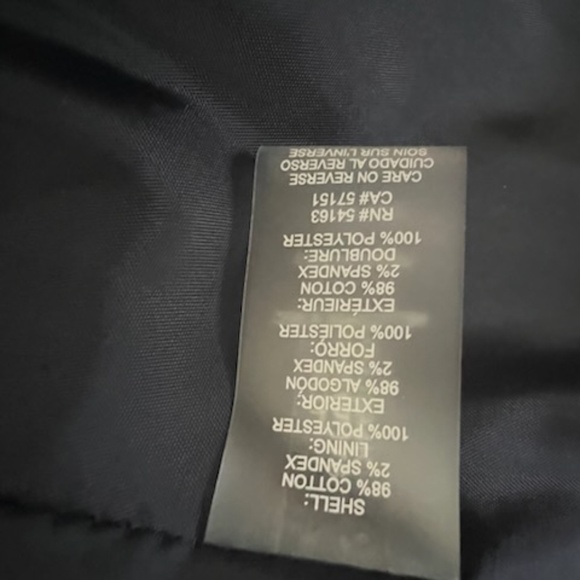 SHELL:
98% COTTON
2% SPANDEX
LINING:
100% POLYESTER
EXTERIOR:
98% ALGODÓN
2% SPANDEX
FORRÓ:
100% POLIÉSTER
EXTÉRIEUR:
98% COTON
2% SPANDEX
DOUBLURE:
100% POLYESTER
RN# 54163
CA# 57151
CARE ON REVERSE
CUIDADO AL REVERSO
SOIN SUR L'INVERSE